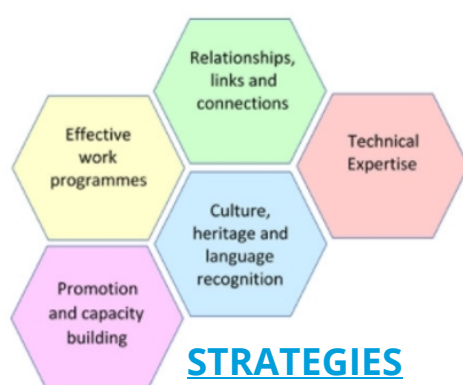 Relationships,
links and
connections
Effective
work
programmes
Technical
Expertise
Culture,
heritage and
language
recognition
Promotion
and capacity
building
STRATEGIES